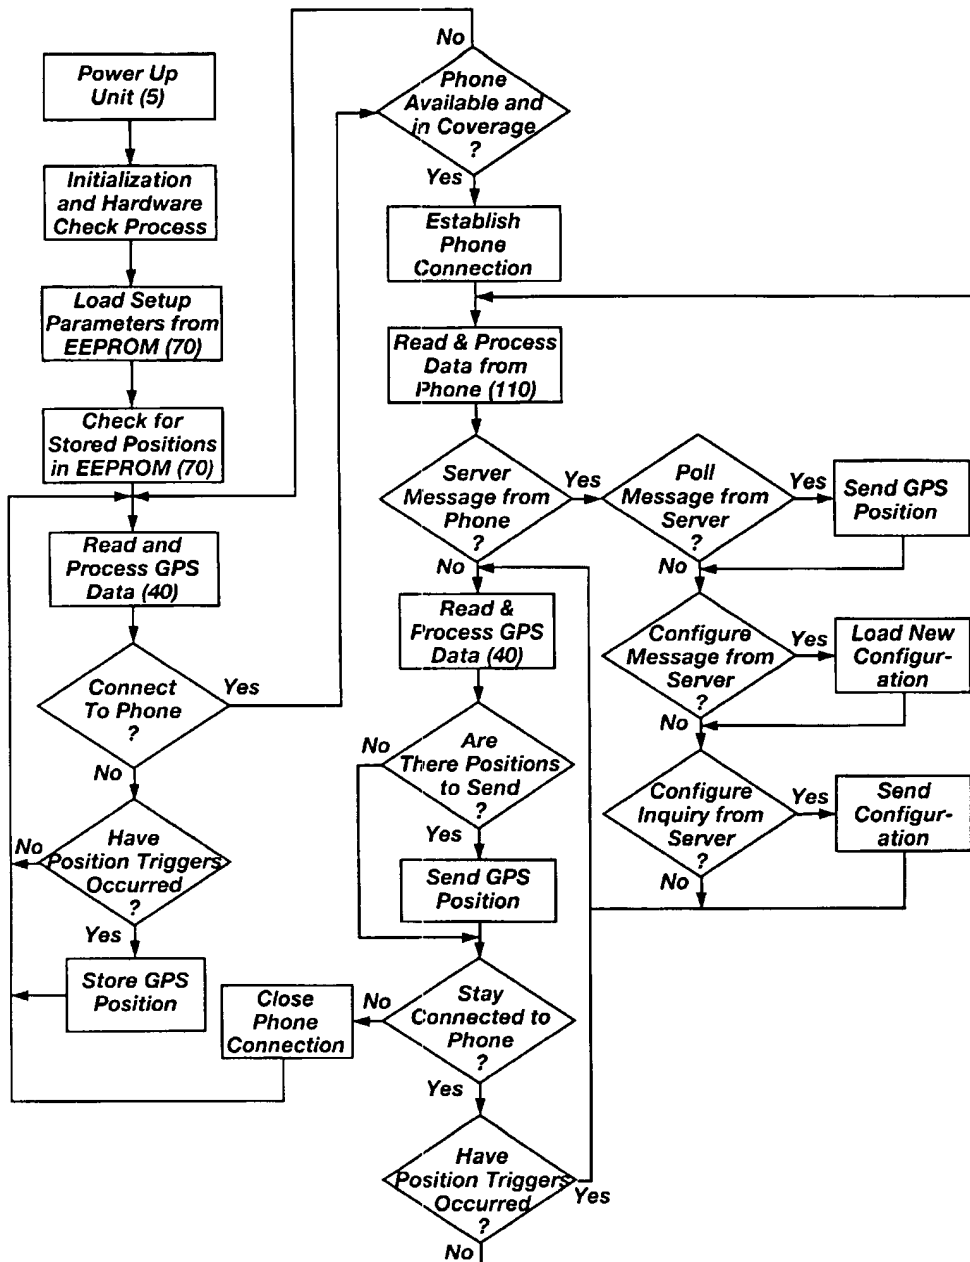 Power Up
Unit (5)
Initialization
and Hardware
Check Process
Load Setup
Parameters from
EEPROM (70)
Check for
Stored Positions
in EEPROM (70)
Read and
Process GPS
Data (40)
Connect
To Phone
?
Yes
No
Have
Position Triggers
Occurred
?
No
Yes
Store GPS
Position
No
Phone
Available and
in Coverage
?
Yes
Establish
Phone
Connection
Read & Process
Data from
Phone (110)
Server
Message from
Phone
?
Yes
No
Read &
Process GPS
Data (40)
No
Are
There Positions
to Send
?
Yes
Send GPS
Position
Stay
Connected to
Phone
?
No
Close
Phone
Connection
Yes
Have
Position Triggers
Occurred
?
Yes
No
Poll
Message from
Server
?
Yes
Send GPS
Position
No
Configure
Message from
Server
?
Yes
Load New
Configur-
ation
No
Configure
Inquiry from
Server
?
Yes
Send
Configur-
ation
No